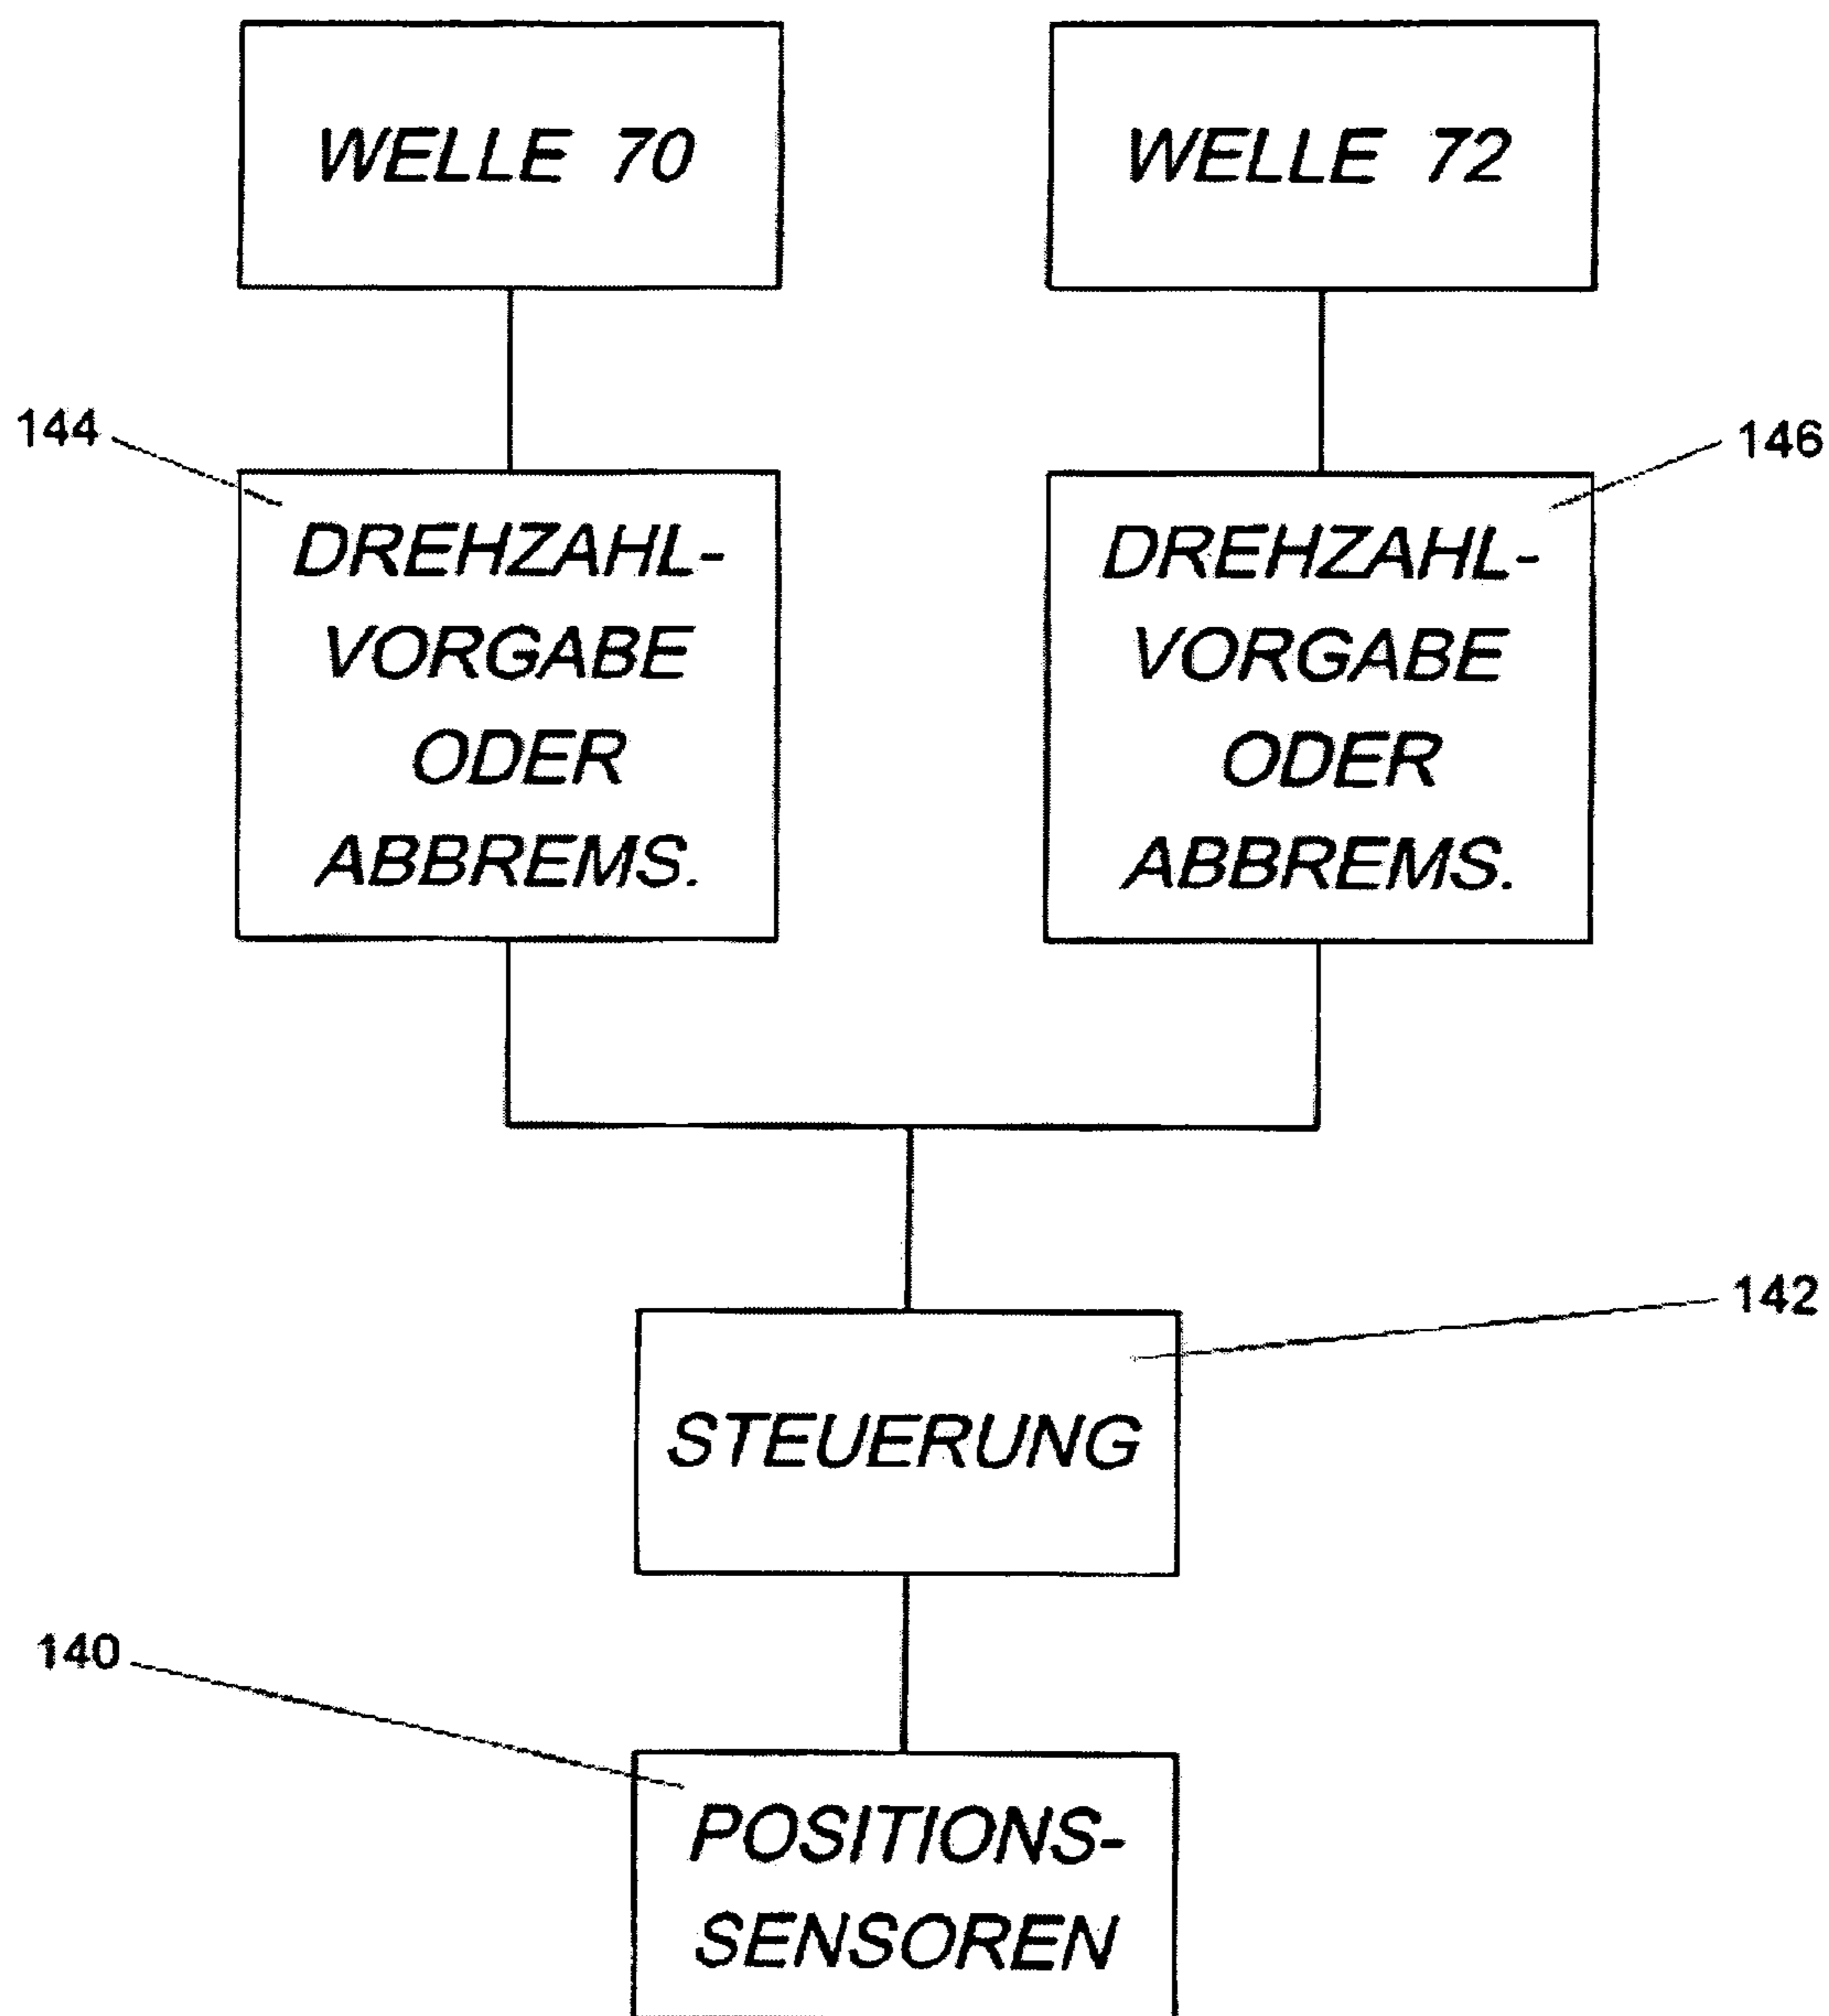 WELLE 70
WELLE 72
144
146
DREHZAHL-
VORGABE
ODER
ABBREMS.
DREHZAHL-
VORGABE
ODER
ABBREMS.
142
STEUERUNG
140
POSITIONS-
SENSOREN